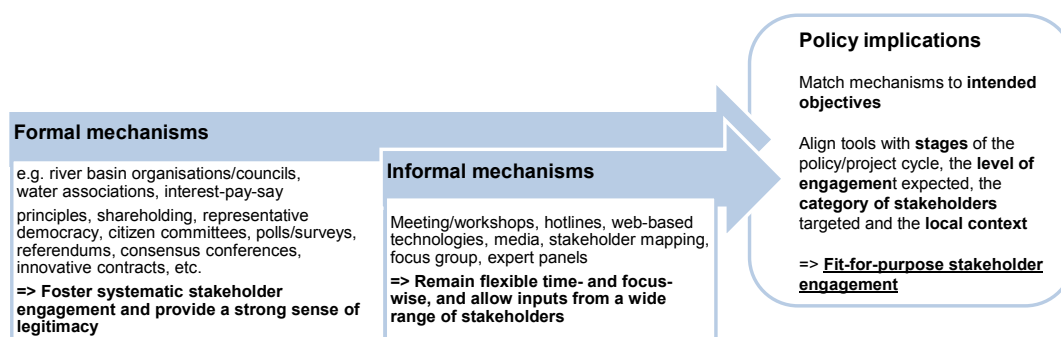 Formal mechanisms
e.g. river basin organisations/councils,
water associations, interest-pay-say
principles, shareholding, representative
democracy, citizen committees, polls/surveys,
referendums, consensus conferences,
innovative contracts, etc.
=> Foster systematic stakeholder
engagement and provide a strong sense of
legitimacy
Informal mechanisms
Meeting/workshops, hotlines, web-based
technologies, media, stakeholder mapping,
focus group, expert panels
=> Remain flexible time- and focus-
wise, and allow inputs from a wide
range of stakeholders
Policy implications
Match mechanisms to intended
objectives
Align tools with stages of the
policy/project cycle, the level of
engagement expected, the
category of stakeholders
targeted and the local context
=> Fit-for-purpose stakeholder
engagement